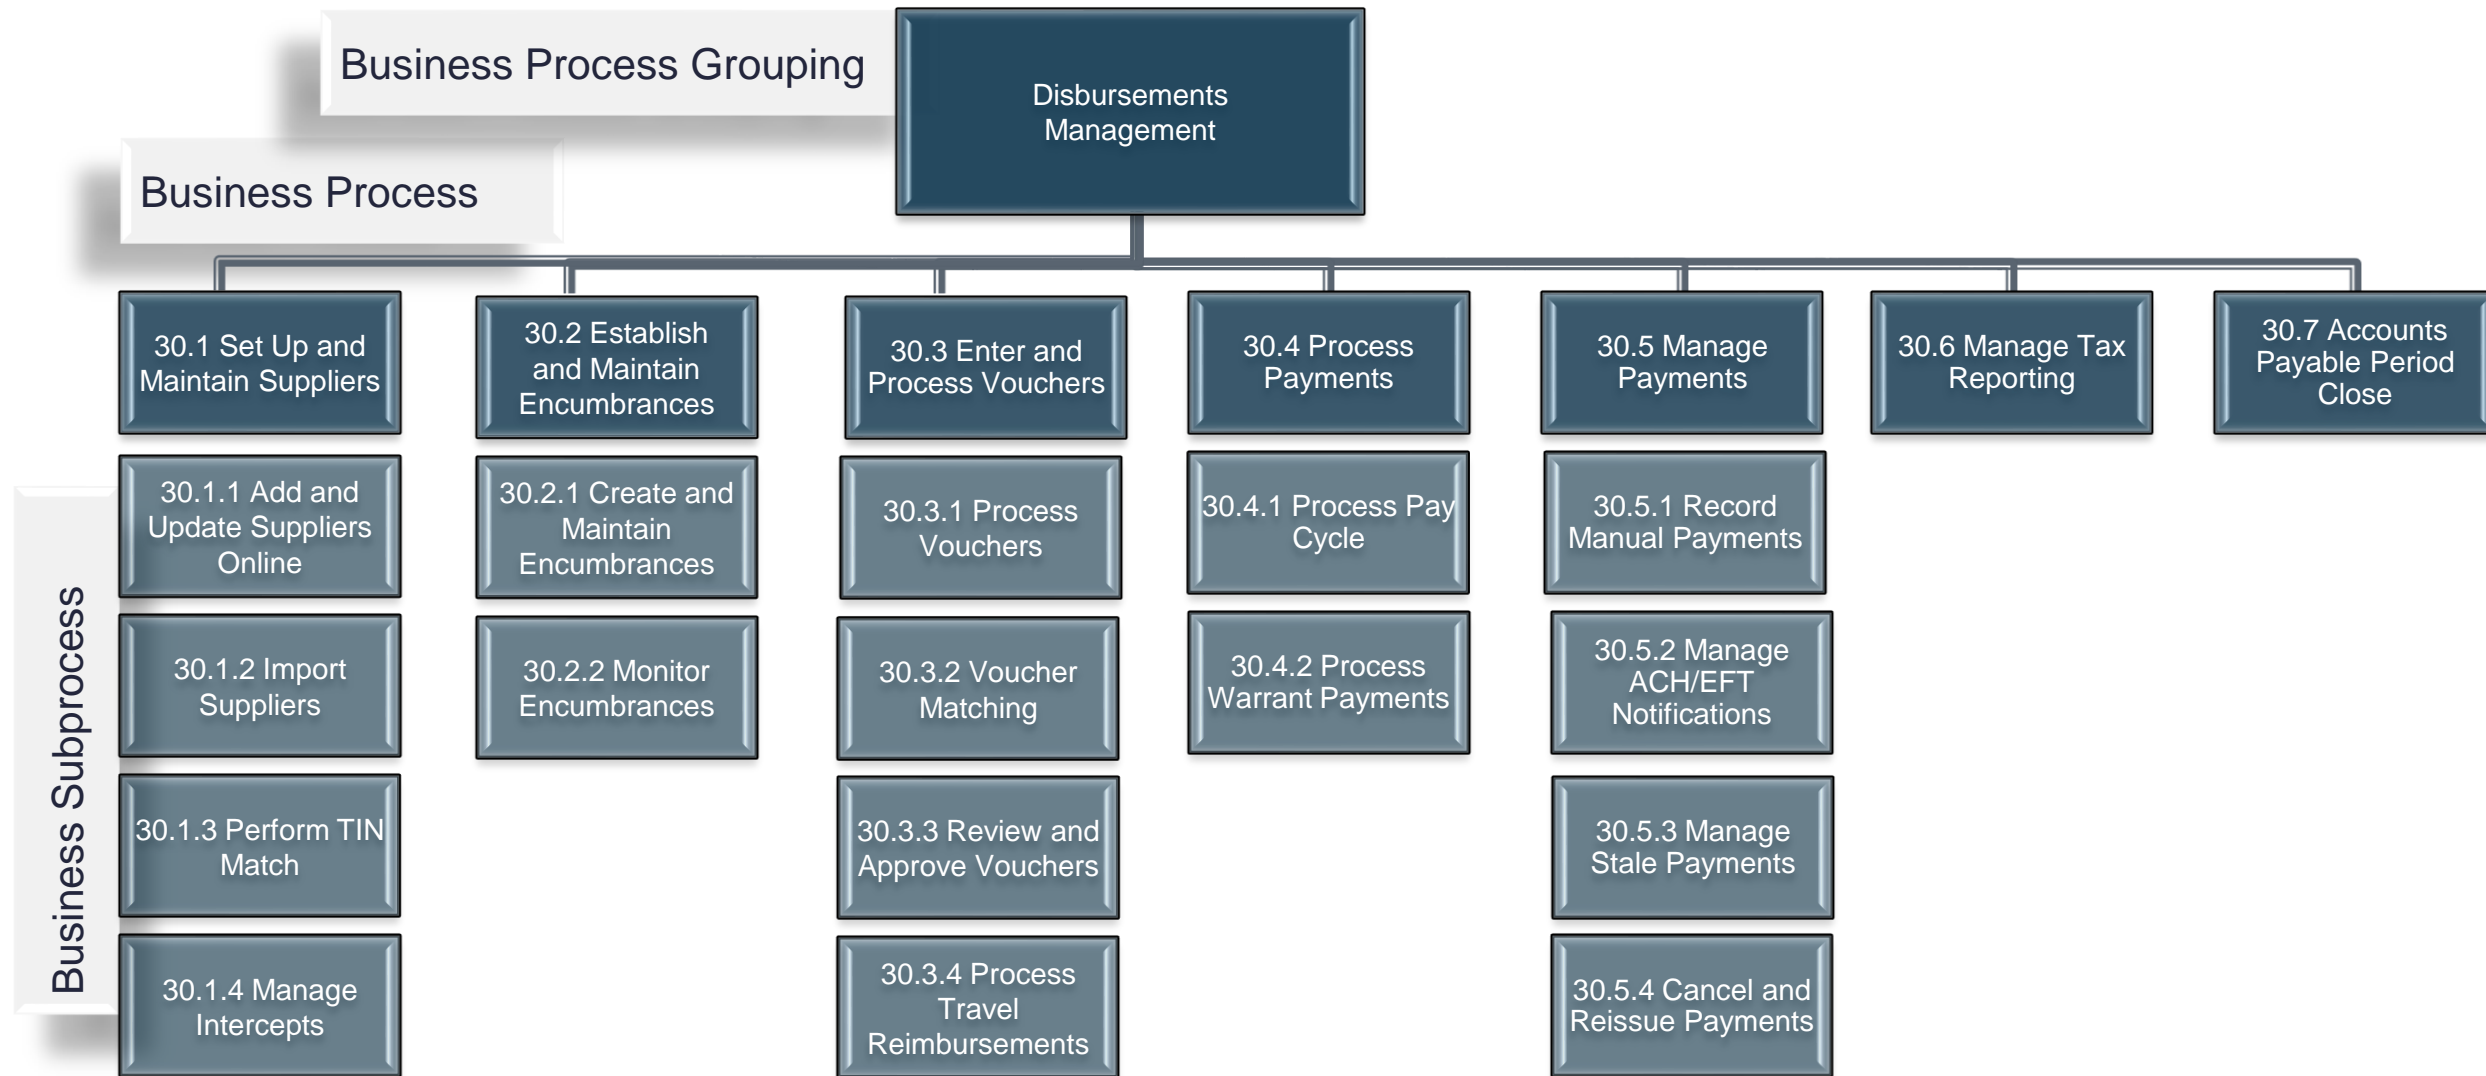 Business Process Grouping
Disbursements
Management
Business Process
30.1 Set Up and
Maintain Suppliers
30.2 Establish
and Maintain
Encumbrances
30.3 Enter and
Process Vouchers
30.4 Process
Payments
30.5 Manage
Payments
30.6 Manage Tax
Reporting
30.7 Accounts
Payable Period
Close
Business Subprocess
30.1.1 Add and
Update Suppliers
Online
30.1.2 Import
Suppliers
30.1.3 Perform TIN
Match
30.1.4 Manage
Intercepts
30.2.1 Create and
Maintain
Encumbrances
30.2.2 Monitor
Encumbrances
30.3.1 Process
Vouchers
30.3.2 Voucher
Matching
30.3.3 Review and
Approve Vouchers
30.3.4 Process
Travel
Reimbursements
30.4.1 Process Pay
Cycle
30.4.2 Process
Warrant Payments
30.5.1 Record
Manual Payments
30.5.2 Manage
ACH/EFT
Notifications
30.5.3 Manage
Stale Payments
30.5.4 Cancel and
Reissue Payments